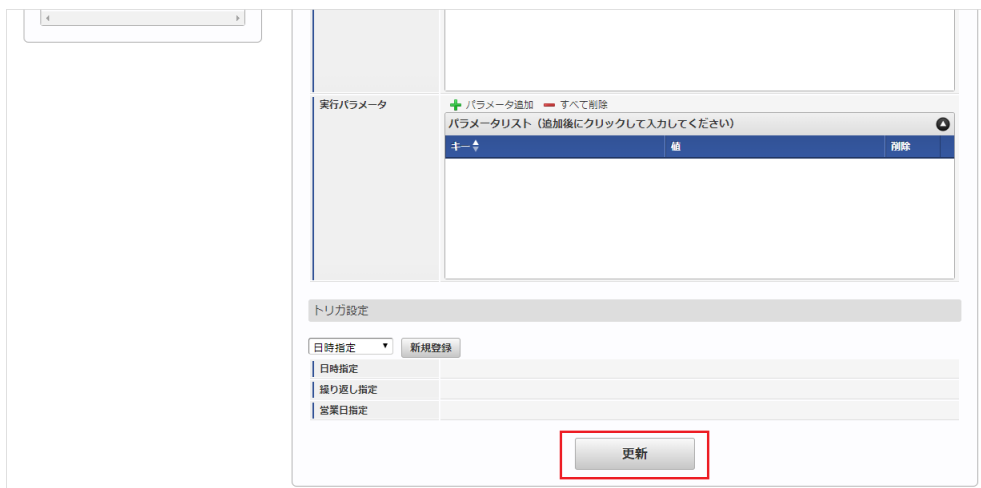 実行パラメータ
パラメータ追加 すべて削除
パラメータリスト（追加後にクリックして入力してください）
キー 値 削除
トリガ設定
日時指定 新規登録
日時指定
繰り返し指定
営業日指定
更新